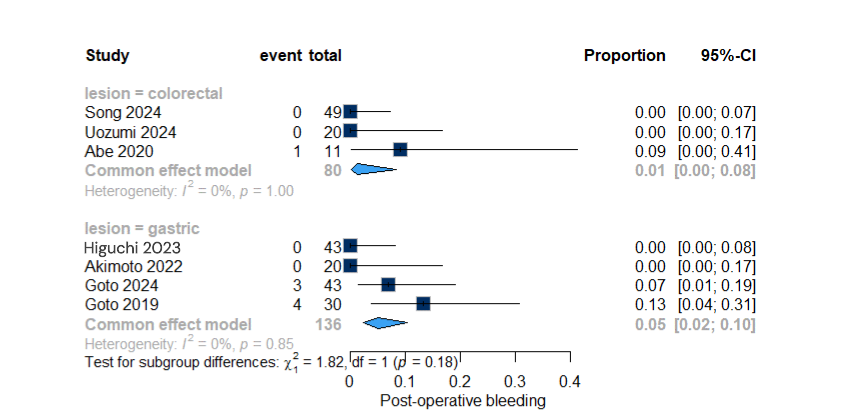 Study event total Proportion 95%-CI
lesion = colorectal
Song 2024 0 49 0.00 [0.00; 0.07]
Uozumi 2024 0 20 0.00 [0.00; 0.17]
Abe 2020 1 11 0.09 [0.00; 0.41]
Common effect model 80 0.01 [0.00; 0.08]
Heterogeneity: I² = 0%, p = 1.00
lesion = gastric
Higuchi 2023 0 43 0.00 [0.00; 0.08]
Akimoto 2022 0 20 0.00 [0.00; 0.17]
Goto 2024 3 43 0.07 [0.01; 0.19]
Goto 2019 4 30 0.13 [0.04; 0.31]
Common effect model 136 0.05 [0.02; 0.10]
Heterogeneity: I² = 0%, p = 0.85
Test for subgroup differences: χ²₁ = 1.82, df = 1 (p = 0.18)
0 0.1 0.2 0.3 0.4
Post-operative bleeding